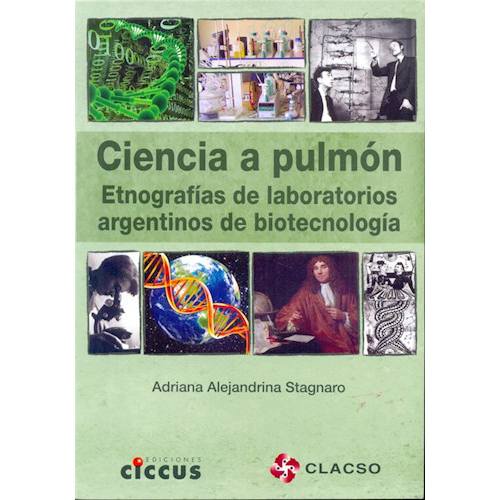 Ciencia a pulmón
Etnografías de laboratorios
argentinos de biotecnología
Adriana Alejandrina Stagnaro
EDICIONES
CICCUS
CLACSO